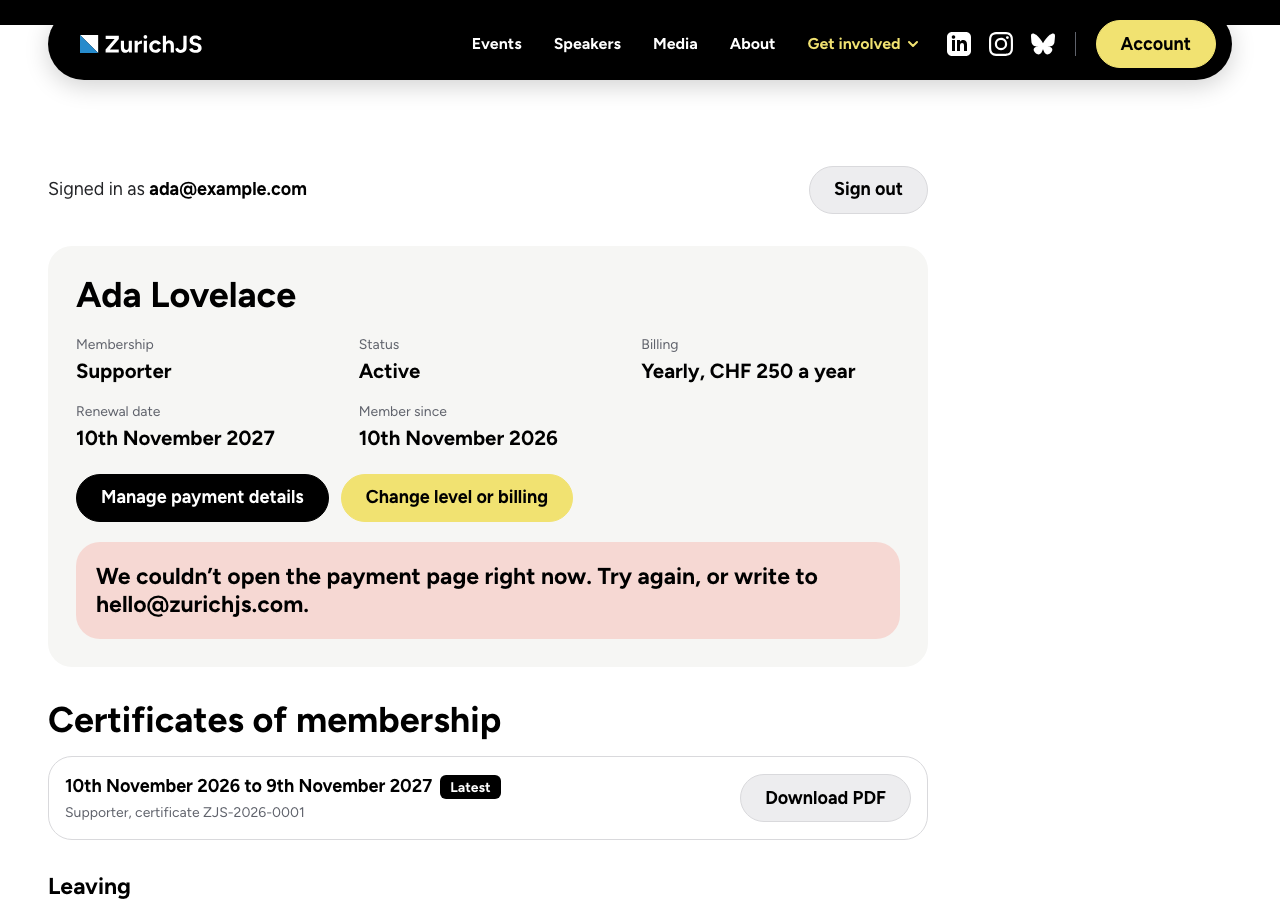 ZurichJS
Events Speakers Media About Get involved Account
Signed in as ada@example.com
Sign out
Ada Lovelace
Membership Status Billing
Supporter Active Yearly, CHF 250 a year
Renewal date Member since
10th November 2027 10th November 2026
Manage payment details Change level or billing
We couldn’t open the payment page right now. Try again, or write to
hello@zurichjs.com.
Certificates of membership
10th November 2026 to 9th November 2027 Latest
Supporter, certificate ZJS-2026-0001
Download PDF
Leaving